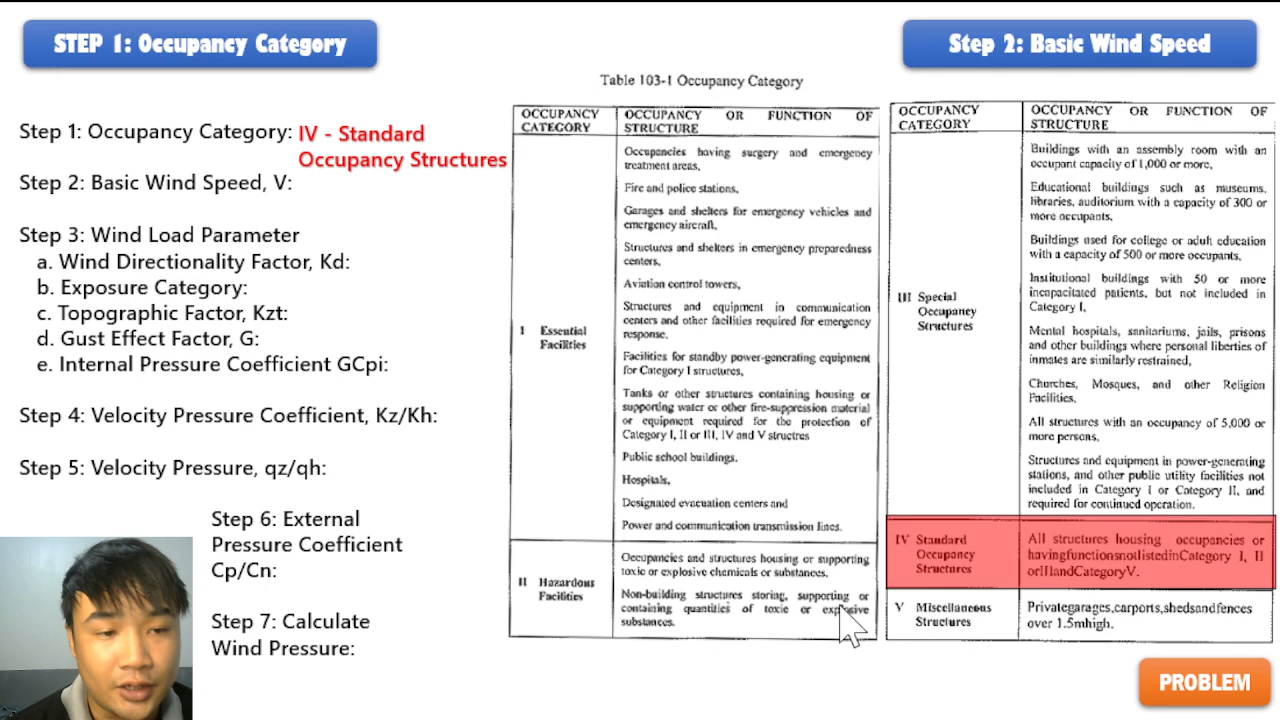 STEP 1: Occupancy Category
Step 2: Basic Wind Speed
Step 1: Occupancy Category: IV - Standard
Occupancy Structures
Step 2: Basic Wind Speed, V:
Step 3: Wind Load Parameter
a. Wind Directionality Factor, Kd:
b. Exposure Category:
c. Topographic Factor, Kzt:
d. Gust Effect Factor, G:
e. Internal Pressure Coefficient GCpi:
Step 4: Velocity Pressure Coefficient, Kz/Kh:
Step 5: Velocity Pressure, qz/qh:
Step 6: External
Pressure Coefficient
Cp/Cn:
Step 7: Calculate
Wind Pressure:
Table 103-1 Occupancy Category
OCCUPANCY
CATEGORY
OCCUPANCY OR FUNCTION OF
STRUCTURE
I Essential
Facilities
Occupancies having surgery and emergency
treatment areas,
Fire and police stations,
Garages and shelters for emergency vehicles and
emergency aircraft,
Structures and shelters in emergency preparedness
centers,
Aviation control towers,
Structures and equipment in communication
centers and other facilities required for emergency
response.
Facilities for standby power-generating equipment
for Category I structures,
Tanks or other structures containing housing or
supporting water or other fire-suppression material
or equipment required for the protection of
Category I, II or III, IV and V structres
Public school buildings.
Hospitals,
Designated evacuation centers and
Power and communication transmission lines.
II Hazardous
Facilities
Occupancies and structures housing or supporting
toxic or explosive chemicals or substances,
Non-building structures storing, supporting or
containing quantities of toxic or explosive
substances.
OCCUPANCY
CATEGORY
OCCUPANCY OR FUNCTION OF
STRUCTURE
III Special
Occupancy
Structures
Buildings with an assembly room with an
occupant capacity of 1,000 or more,
Educational buildings such as museums,
libraries, auditorium with a capacity of 300 or
more occupants,
Buildings used for college or adult education
with a capacity of 500 or more occupants,
Institutional buildings with 50 or more
incapacitated patients, but not included in
Category I,
Mental hospitals, sanitariums, jails, prisons
and other buildings where personal liberties of
inmates are similarly restrained,
Churches, Mosques, and other Religion
Facilities,
All structures with an occupancy of 5,000 or
more persons,
Structures and equipment in power-generating
stations, and other public utility facilities not
included in Category I or Category II, and
required for continued operation.
IV Standard
Occupancy
Structures
All structures housing occupancies or
havingfunctionsnotlistedinCategory I, II
orIIIandCategoryV.
V Miscellaneous
Structures
Privategarages,carports,shedsandfences
over 1.5mhigh.
PROBLEM